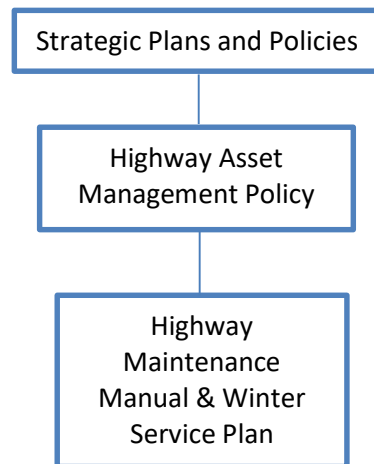 Strategic Plans and Policies
Highway Asset
Management Policy
Highway
Maintenance
Manual & Winter
Service Plan